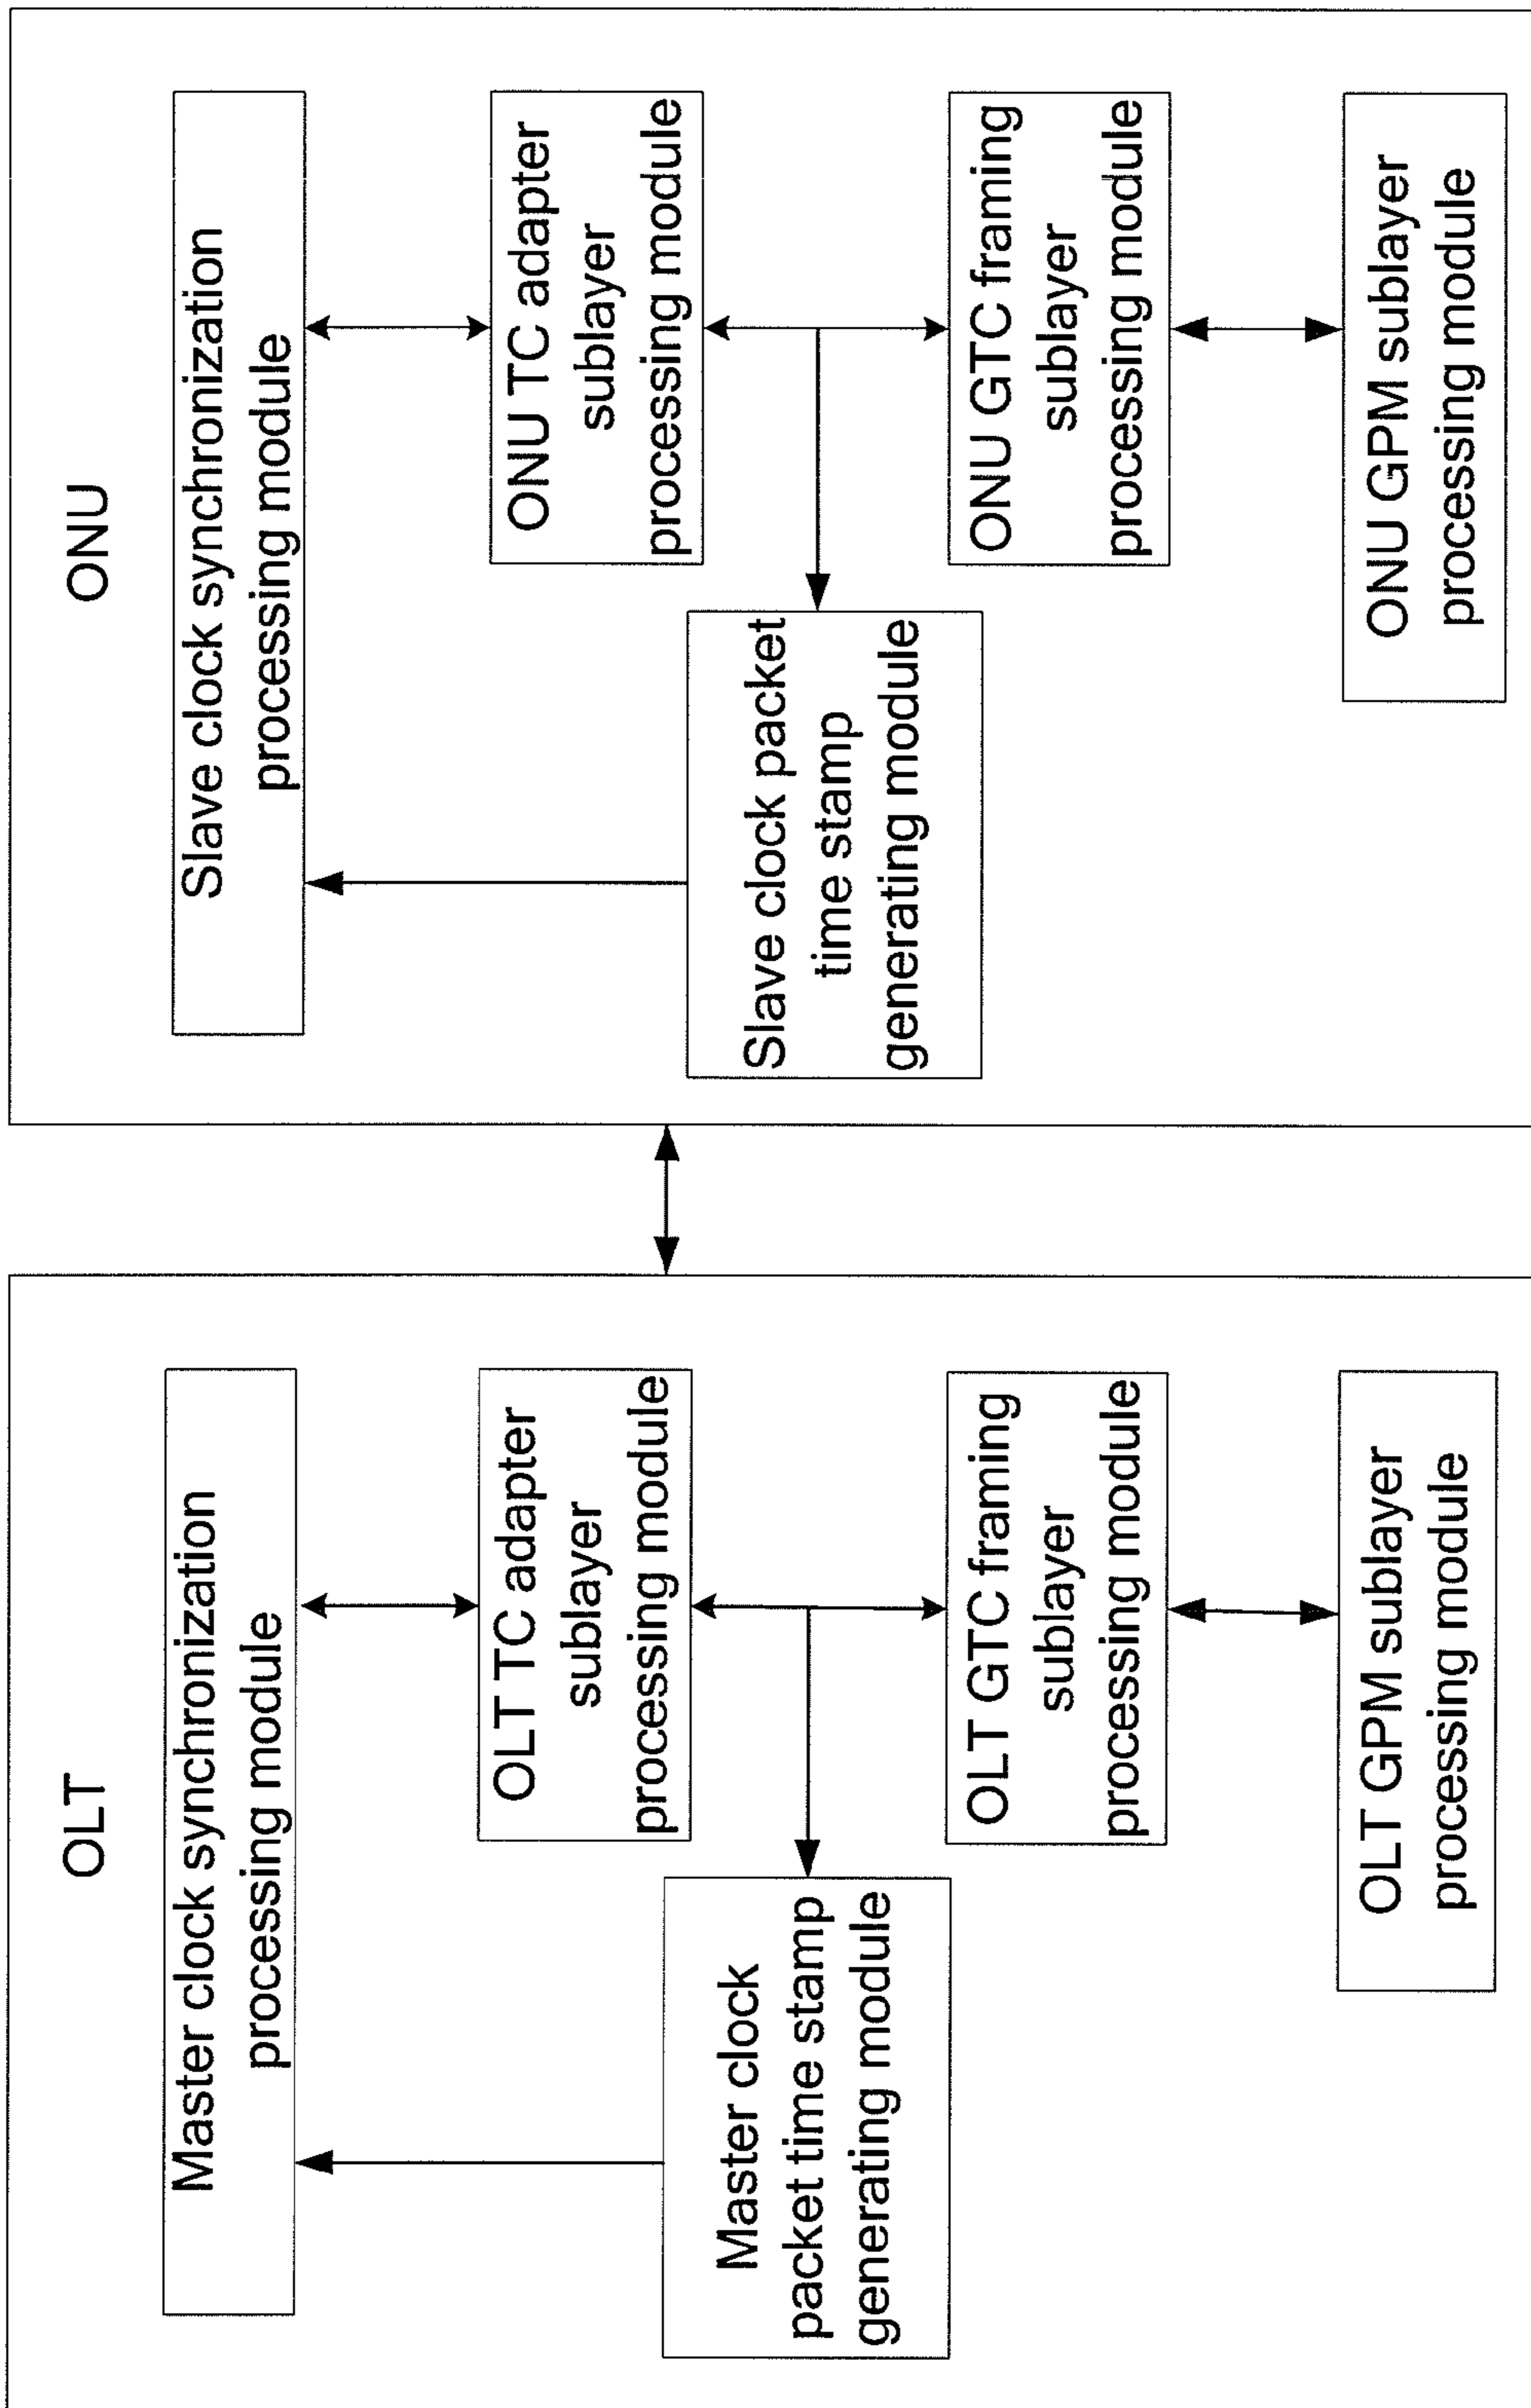 OLT
Master clock synchronization
processing module
OLT TC adapter
sublayer
processing module
Master clock
packet time stamp
generating module
OLT GTC framing
sublayer
processing module
OLT GPM sublayer
processing module
ONU
Slave clock synchronization
processing module
ONU TC adapter
sublayer
processing module
Slave clock packet
time stamp
generating module
ONU GTC framing
sublayer
processing module
ONU GPM sublayer
processing module